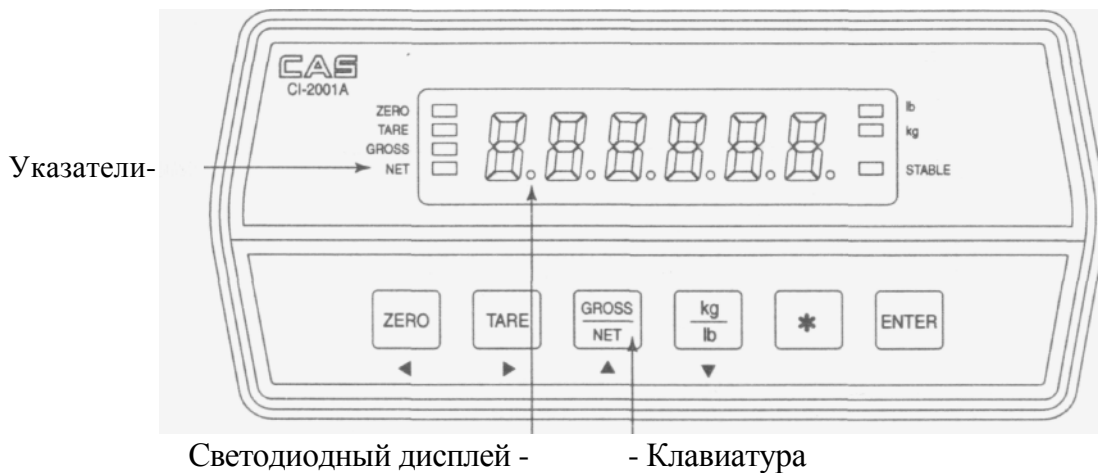 CAS
CI-2001A
ZERO
TARE
GROSS
NET
lb
kg
STABLE
Указатели-
ZERO
TARE
GROSS
NET
kg
lb
*
ENTER
Светодиодный дисплей -
- Клавиатура